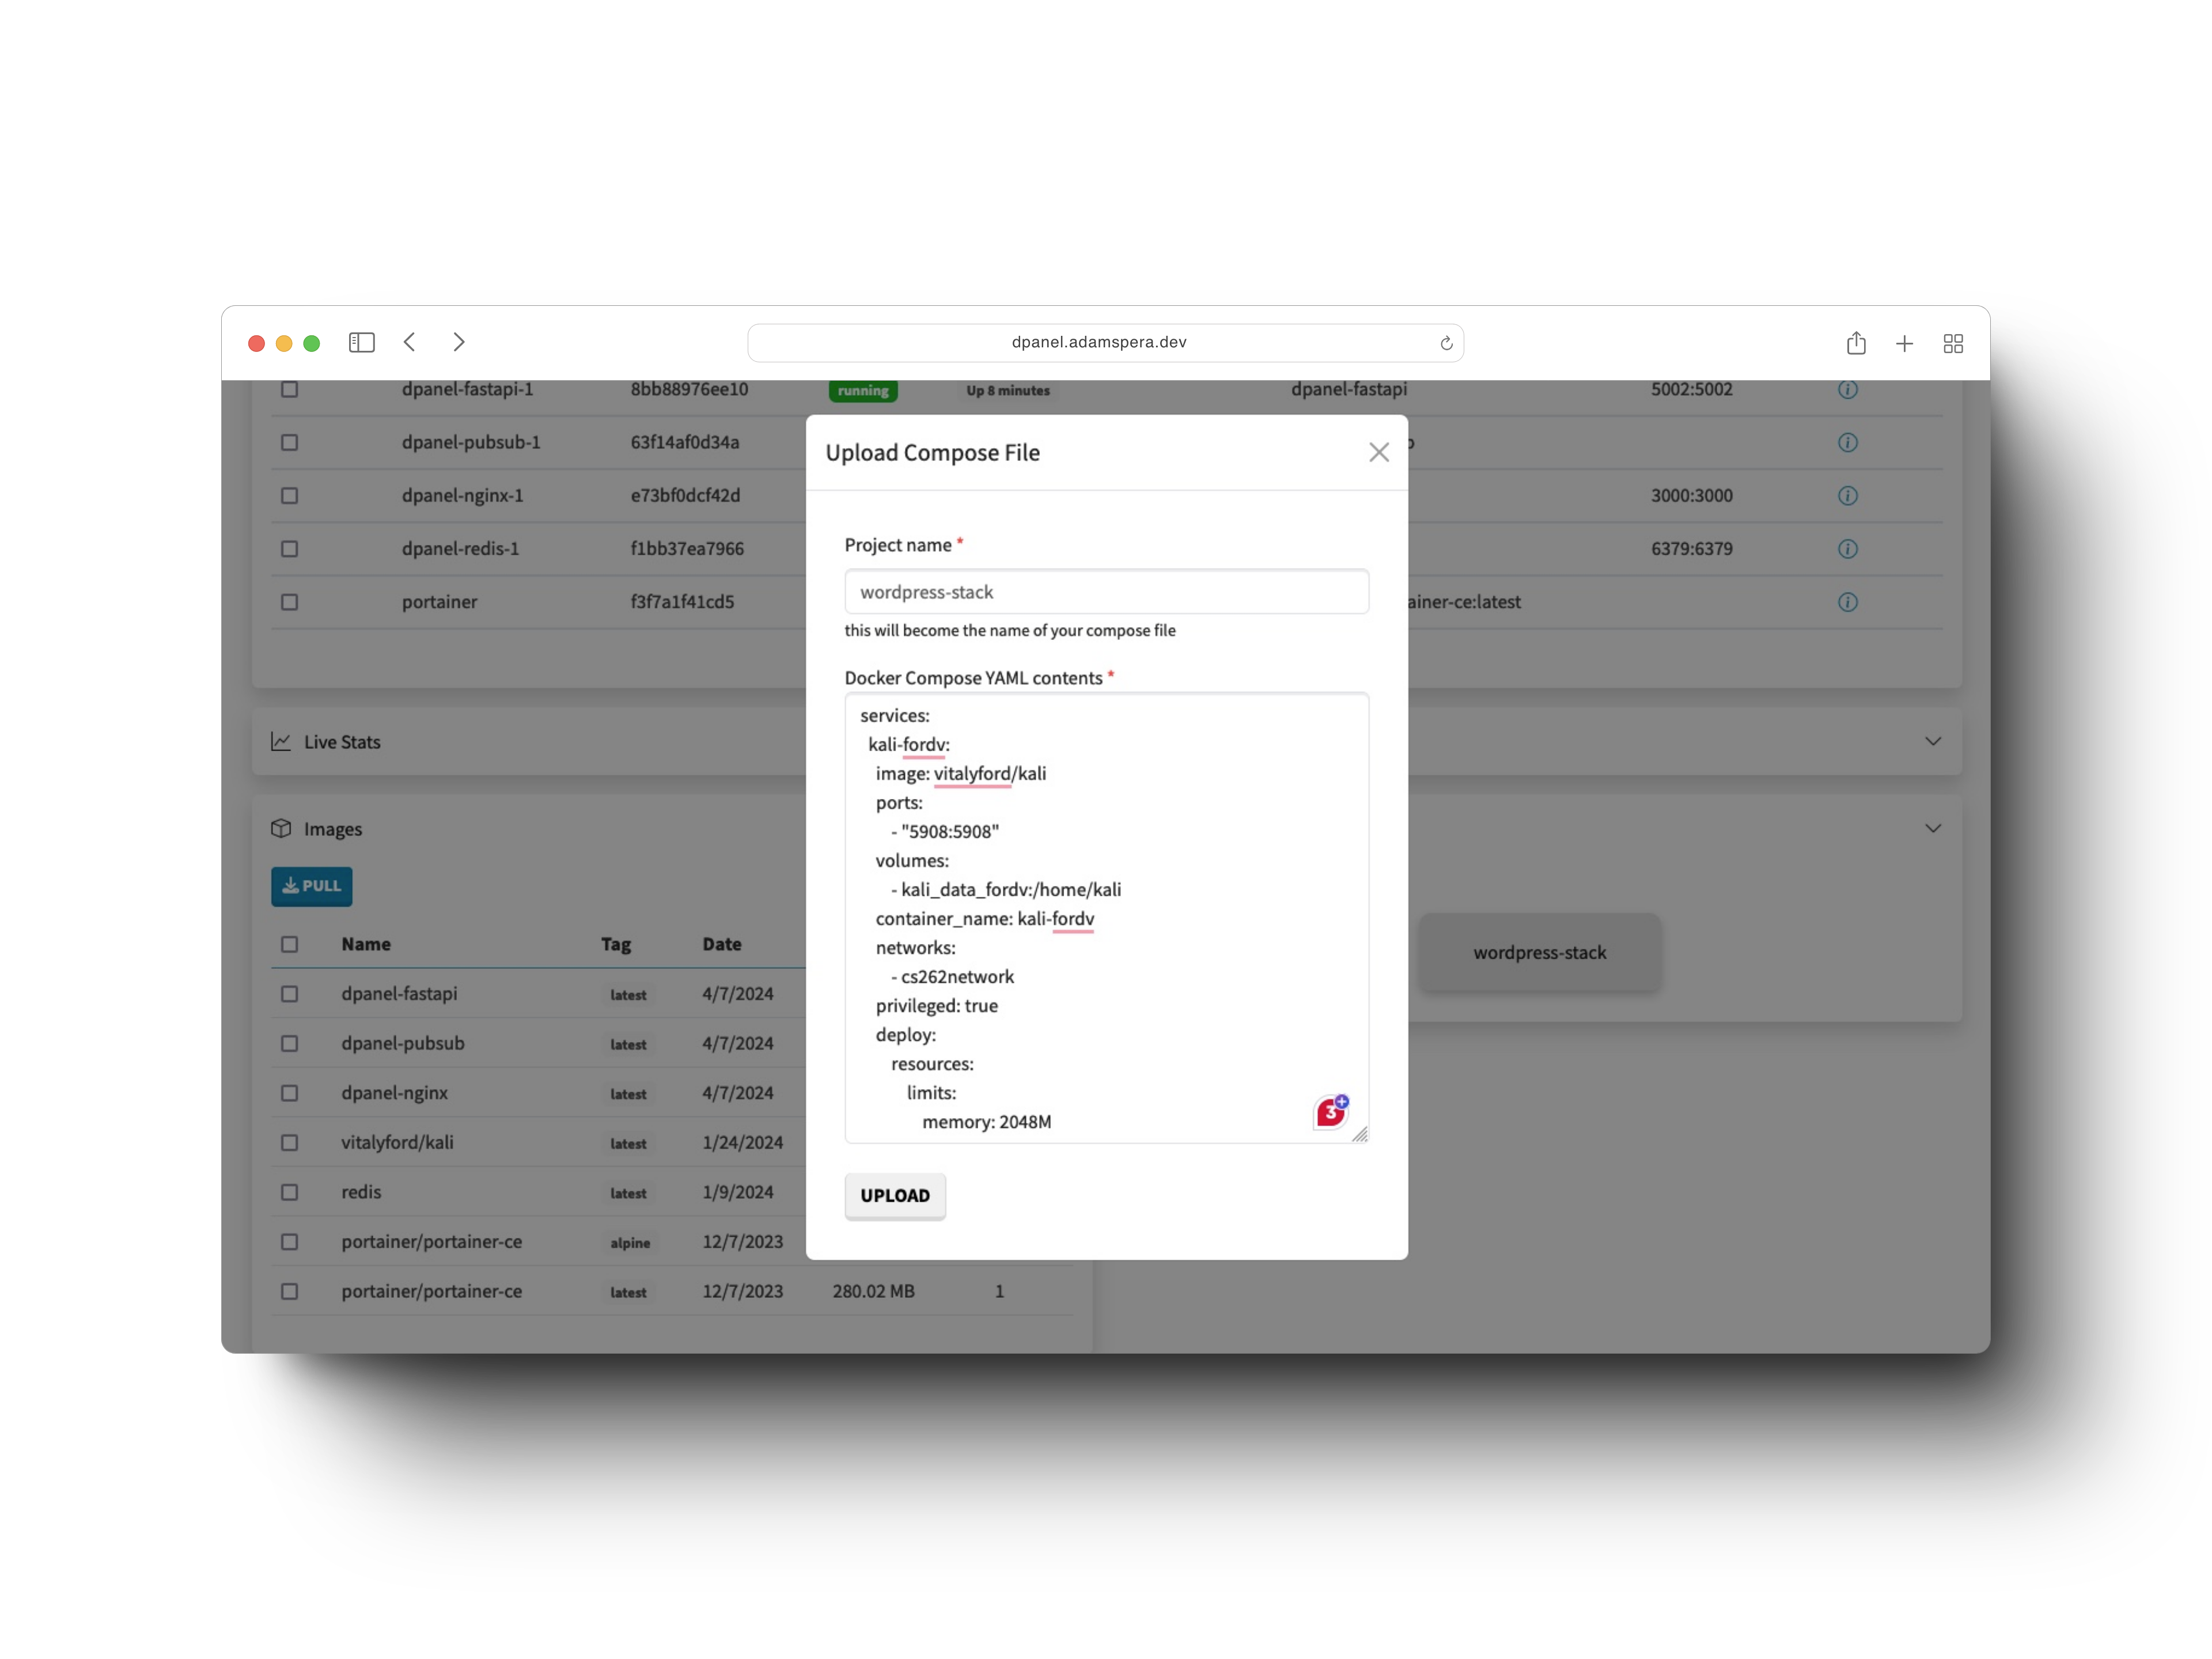 dpanel.adamspera.dev
dpanel-fastapi-1 8bb88976ee10 running Up 8 minutes dpanel-fastapi 5002:5002
dpanel-pubsub-1 63f14af0d34a
dpanel-nginx-1 e73bf0dcf42d 3000:3000
dpanel-redis-1 f1bb37ea7966 6379:6379
portainer f3f7a1f41cd5 ainer-ce:latest
Live Stats
Images
PULL
Name Tag Date
dpanel-fastapi latest 4/7/2024
dpanel-pubsub latest 4/7/2024
dpanel-nginx latest 4/7/2024
vitalyford/kali latest 1/24/2024
redis latest 1/9/2024
portainer/portainer-ce alpine 12/7/2023
portainer/portainer-ce latest 12/7/2023 280.02 MB 1
wordpress-stack
Upload Compose File
Project name *
wordpress-stack
this will become the name of your compose file
Docker Compose YAML contents *
services:
kali-fordv:
image: vitalyford/kali
ports:
- "5908:5908"
volumes:
- kali_data_fordv:/home/kali
container_name: kali-fordv
networks:
- cs262network
privileged: true
deploy:
resources:
limits:
memory: 2048M
3
UPLOAD